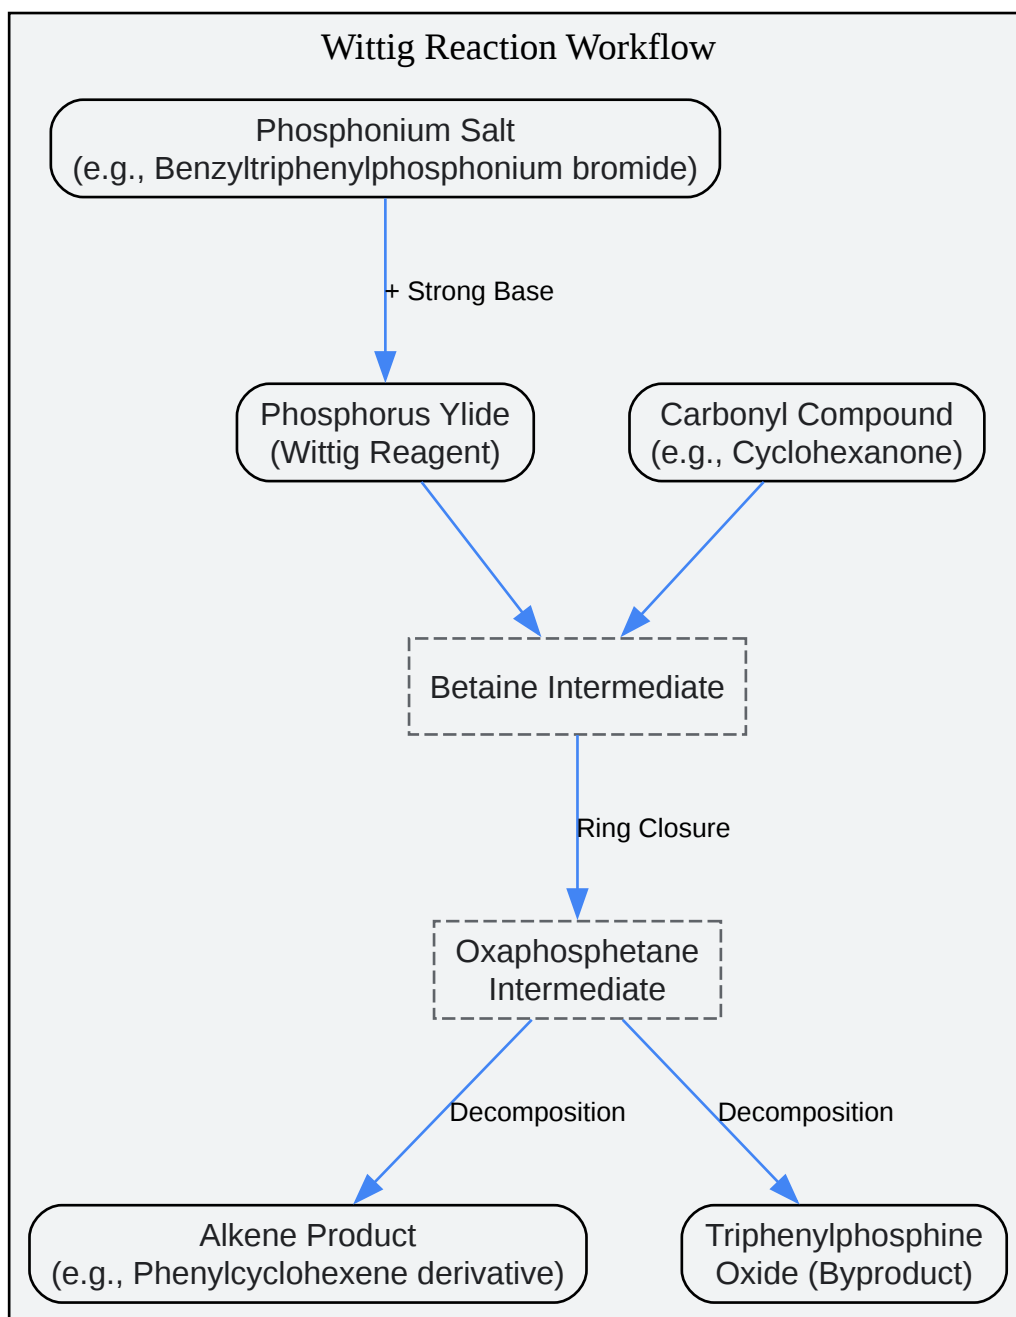 Wittig Reaction Workflow
Phosphonium Salt
(e.g., Benzyltriphenylphosphonium bromide)
+ Strong Base
Phosphorus Ylide
(Wittig Reagent)
Carbonyl Compound
(e.g., Cyclohexanone)
Betaine Intermediate
Ring Closure
Oxaphosphetane
Intermediate
Decomposition
Decomposition
Alkene Product
(e.g., Phenylcyclohexene derivative)
Triphenylphosphine
Oxide (Byproduct)